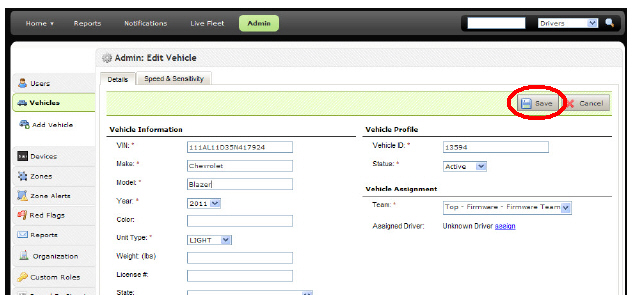 Home Reports Notifications Live Fleet Admin Drivers
Admin: Edit Vehicle
Details Speed & Sensitivity
Save Cancel
Users
Vehicles
Add Vehicle
Devices
Zones
Zone Alerts
Red Flags
Reports
Organization
Custom Roles
Vehicle Information
VIN: * 111AL11D35N417924
Make: * Chevrolet
Model: * Blazer
Year: * 2011
Color:
Unit Type: * LIGHT
Weight: (lbs)
License #:
State:
Vehicle Profile
Vehicle ID: * 13594
Status: * Active
Vehicle Assignment
Team: * Top - Firmware - Firmware Team
Assigned Driver: Unknown Driver assign